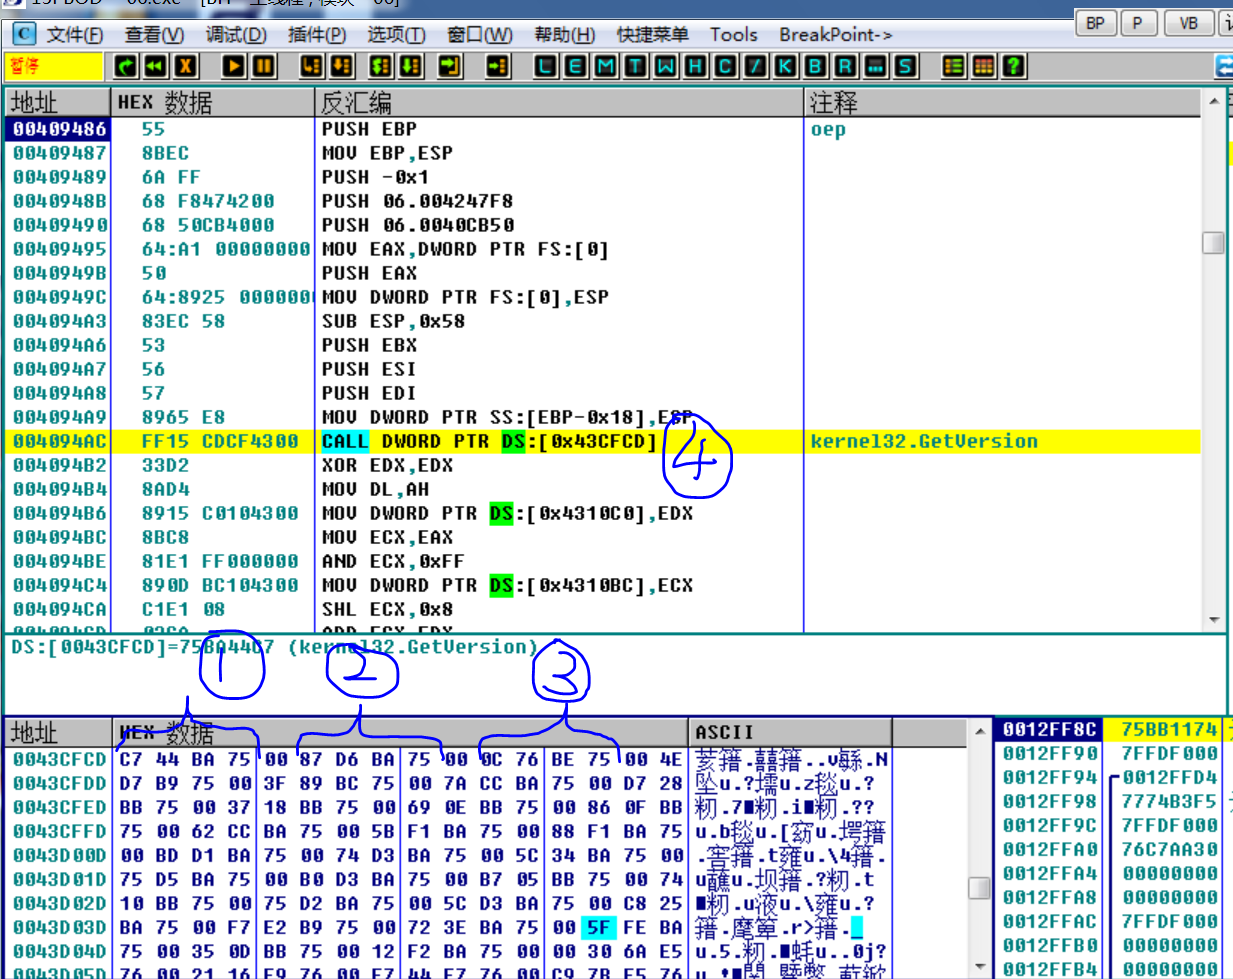 文件(F) 查看(V) 调试(D) 插件(P) 选项(T) 窗口(W) 帮助(H) 快捷菜单 Tools BreakPoint-> BP P VB
暂停 L E M T W H C / K B R ... S ?
地址 HEX 数据 反汇编 注释
00409486 55 PUSH EBP oep
00409487 8BEC MOV EBP,ESP
00409489 6A FF PUSH -0x1
0040948B 68 F8474200 PUSH 06.004247F8
00409490 68 50CB4000 PUSH 06.0040CB50
00409495 64:A1 00000000 MOV EAX,DWORD PTR FS:[0]
0040949B 50 PUSH EAX
0040949C 64:8925 000000 MOV DWORD PTR FS:[0],ESP
004094A3 83EC 58 SUB ESP,0x58
004094A6 53 PUSH EBX
004094A7 56 PUSH ESI
004094A8 57 PUSH EDI
004094A9 8965 E8 MOV DWORD PTR SS:[EBP-0x18],ESP
004094AC FF15 CDCF4300 CALL DWORD PTR DS:[0x43CFCD] ④ kernel32.GetVersion
004094B2 33D2 XOR EDX,EDX
004094B4 8AD4 MOV DL,AH
004094B6 8915 C0104300 MOV DWORD PTR DS:[0x4310C0],EDX
004094BC 8BC8 MOV ECX,EAX
004094BE 81E1 FF000000 AND ECX,0xFF
004094C4 890D BC104300 MOV DWORD PTR DS:[0x4310BC],ECX
004094CA C1E1 08 SHL ECX,0x8
DS:[0043CFCD]=75BA44C7 (kernel32.GetVersion)
① ② ③
地址 HEX 数据 ASCII
0043CFCD C7 44 BA 75 00 87 D6 BA 75 00 0C 76 BE 75 00 4E
0043CFDD D7 B9 75 00 3F 89 BC 75 00 7A CC BA 75 00 D7 28
0043CFED BB 75 00 37 18 BB 75 00 69 0E BB 75 00 86 0F BB
0043CFFD 75 00 62 CC BA 75 00 5B F1 BA 75 00 88 F1 BA 75
0043D00D 00 BD D1 BA 75 00 74 D3 BA 75 00 5C 34 BA 75 00
0043D01D 75 D5 BA 75 00 B0 D3 BA 75 00 B7 05 BB 75 00 74
0043D02D 10 BB 75 00 75 D2 BA 75 00 5C D3 BA 75 00 C8 25
0043D03D BA 75 00 F7 E2 B9 75 00 72 3E BA 75 00 5F FE BA
0043D04D 75 00 35 0D BB 75 00 12 F2 BA 75 00 00 30 6A E5
0043D05D 76 00 21 16 E9 76 00 F7 44 F7 76 00 C9 7B F5 76
0012FF8C 75BB1174
0012FF90 7FFDF000
0012FF94 0012FFD4
0012FF98 7774B3F5
0012FF9C 7FFDF000
0012FFA0 76C7AA30
0012FFA4 00000000
0012FFA8 00000000
0012FFAC 7FFDF000
0012FFB0 00000000
0012FFB4 00000000